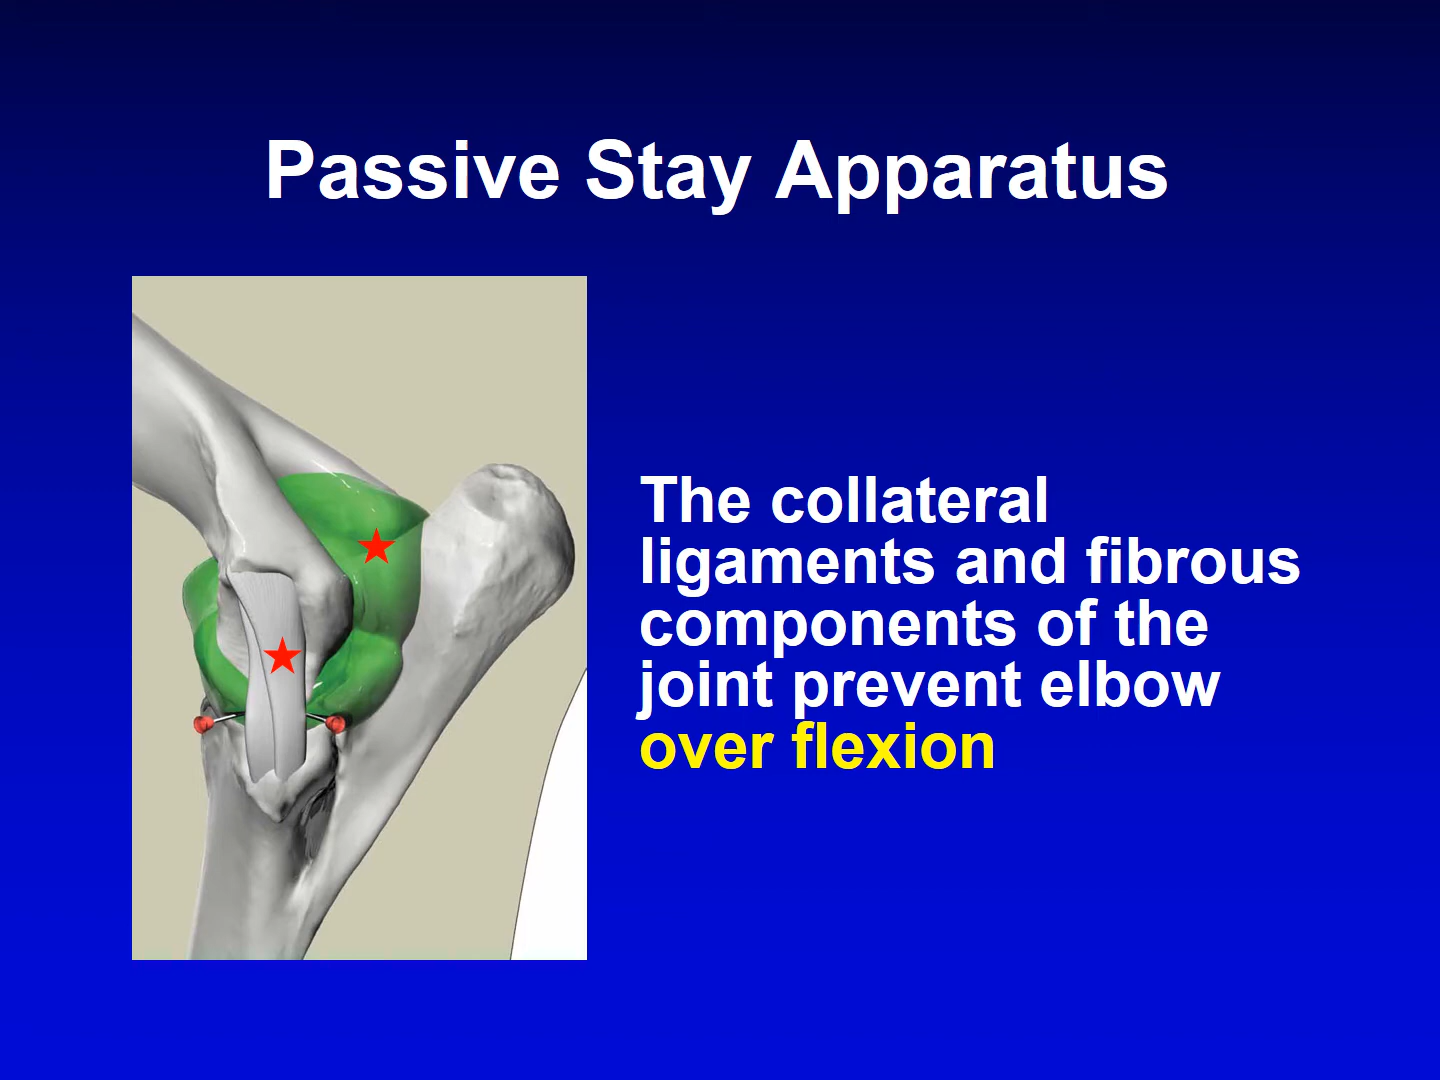 Passive Stay Apparatus
The collateral
ligaments and fibrous
components of the
joint prevent elbow
over flexion